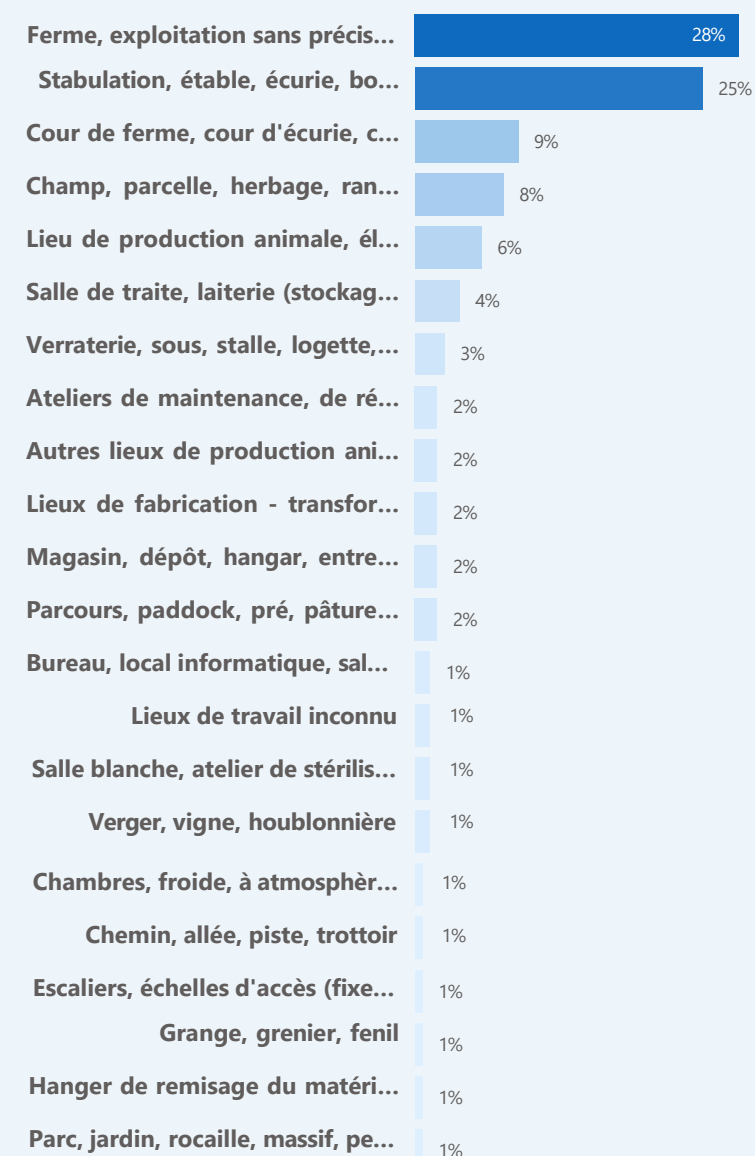 Ferme, exploitation sans précis... 28%
Stabulation, étable, écurie, bo... 25%
Cour de ferme, cour d'écurie, c... 9%
Champ, parcelle, herbage, ran... 8%
Lieu de production animale, él... 6%
Salle de traite, laiterie (stockag... 4%
Verraterie, sous, stalle, logette,... 3%
Ateliers de maintenance, de ré... 2%
Autres lieux de production ani... 2%
Lieux de fabrication - transfor... 2%
Magasin, dépôt, hangar, entre... 2%
Parcours, paddock, pré, pâture... 2%
Bureau, local informatique, sal... 1%
Lieux de travail inconnu 1%
Salle blanche, atelier de stérilis... 1%
Verger, vigne, houblonnière 1%
Chambres, froide, à atmosphèr... 1%
Chemin, allée, piste, trottoir 1%
Escaliers, échelles d'accès (fixe... 1%
Grange, grenier, fenil 1%
Hanger de remisage du matéri... 1%
Parc, jardin, rocaille, massif, pe... 1%